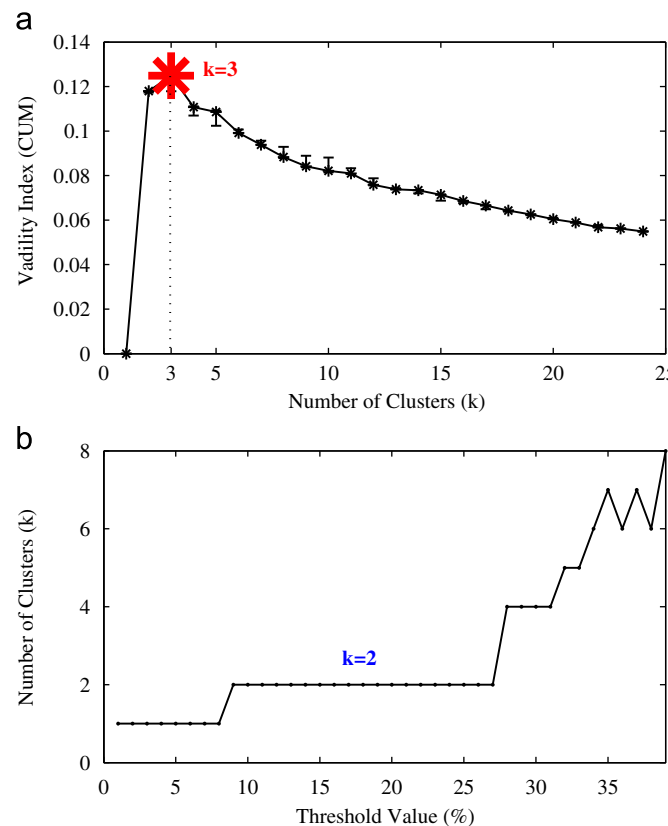 a
0.14
0.12
0.1
0.08
0.06
0.04
0.02
0
Vadility Index (CUM)
k=3
0 3 5 10 15 20 25
Number of Clusters (k)
b
8
6
4
2
0
Number of Clusters (k)
k=2
0 5 10 15 20 25 30 35
Threshold Value (%)